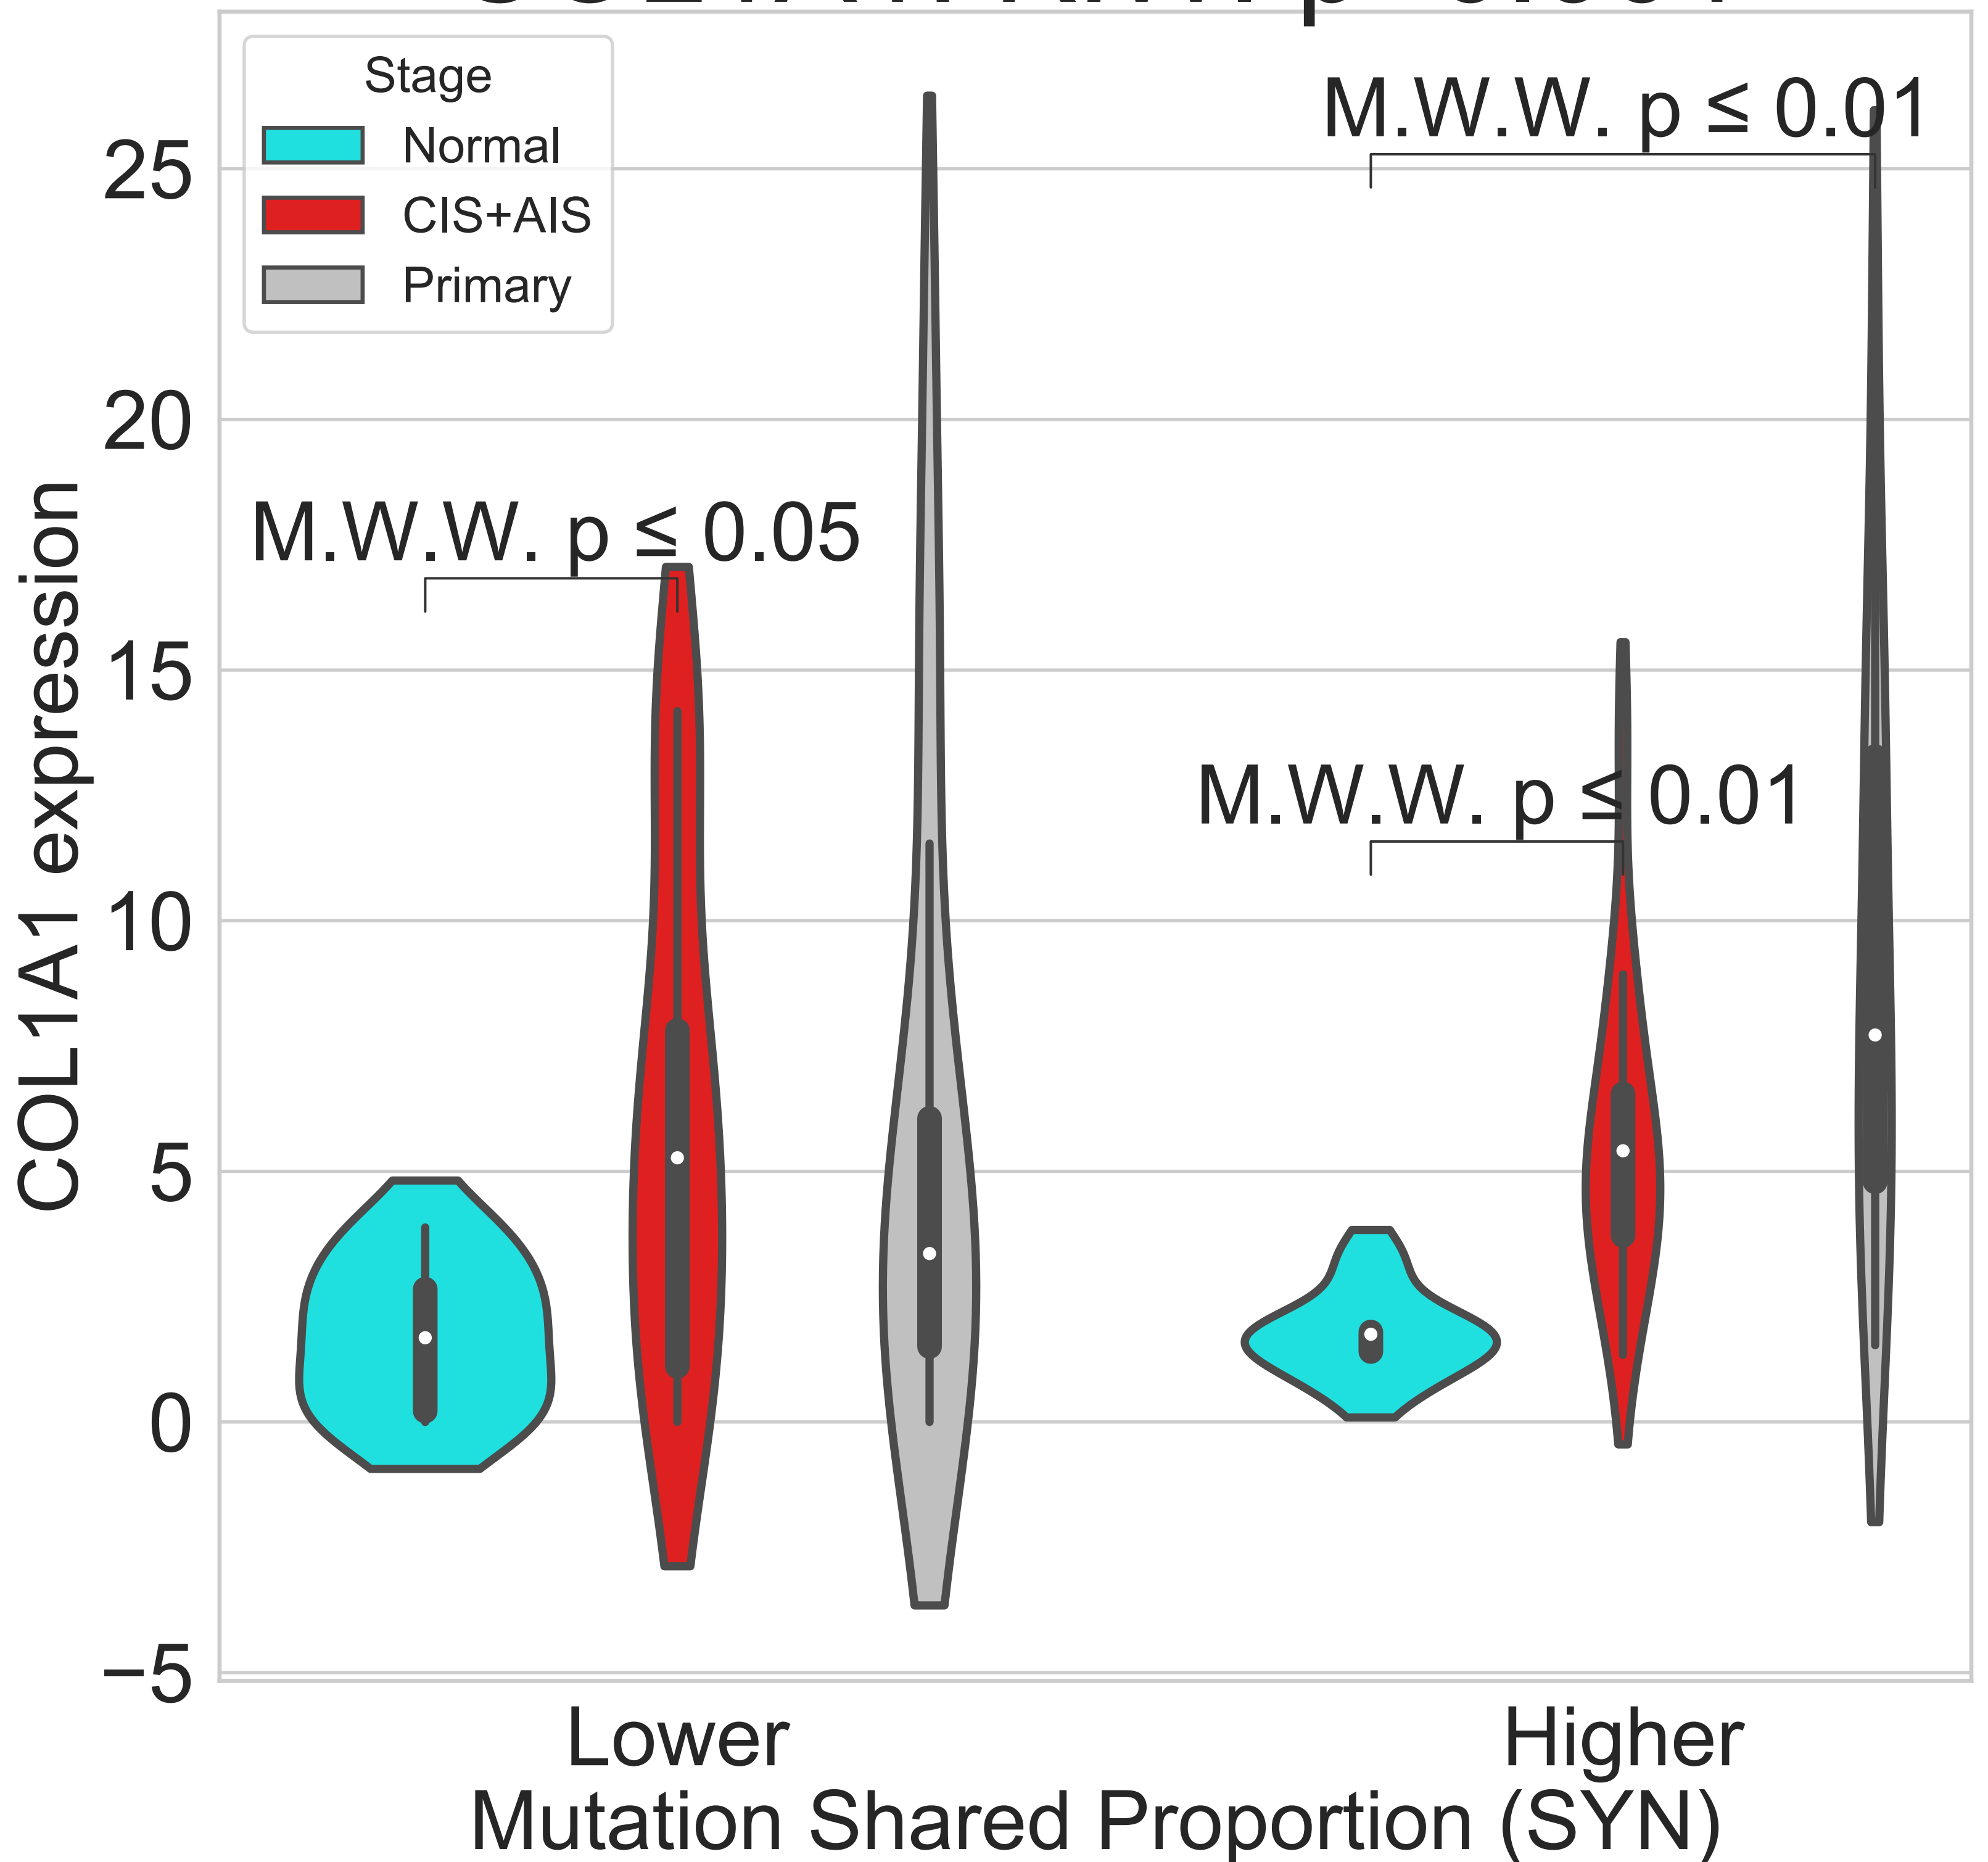 Stage
Normal
CIS+AIS
Primary
M.W.W. p ≤ 0.01
M.W.W. p ≤ 0.05
M.W.W. p ≤ 0.01
25
20
15
10
5
0
−5
COL1A1 expression
Lower
Higher
Mutation Shared Proportion (SYN)